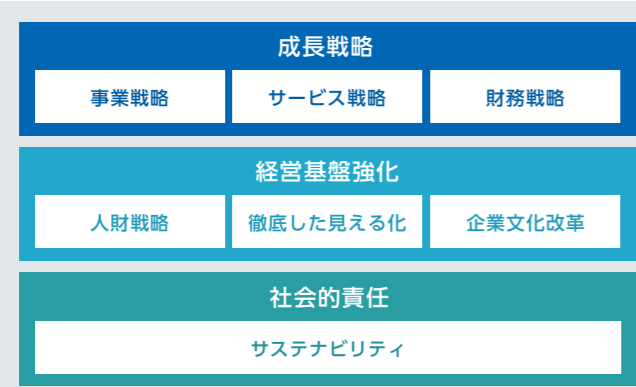 成長戦略
事業戦略 サービス戦略 財務戦略
経営基盤強化
人財戦略 徹底した見える化 企業文化改革
社会的責任
サステナビリティ